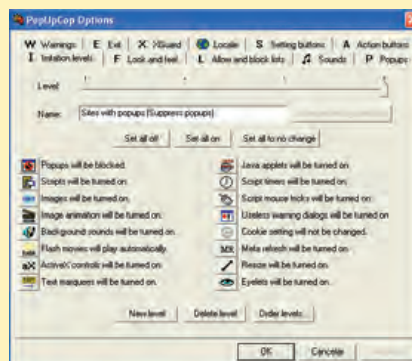 PopUpCop Options
W Warnings E Exit X XGuard Locale S Setting buttons A Action buttons
I Irritation levels F Look and feel L Allow and block lists Sounds P Popups
Level:
Name: Sites with popups (Suppress popups)
Set all off Set all on Set all to no change
Popups will be blocked. Java applets will be turned on.
Scripts will be turned on. Script timers will be turned on.
Images will be turned on. Script mouse tricks will be turned on.
Image animation will be turned on. Useless warning dialogs will be turned on
Background sounds will be turned on. Cookie setting will not be changed.
Flash movies will play automatically. Meta refresh will be turned on.
aX ActiveX controls will be turned on. Resize will be turned on.
Text marquees will be turned on. Eyelets will be turned on.
New level Delete level Order levels...
OK Cancelar